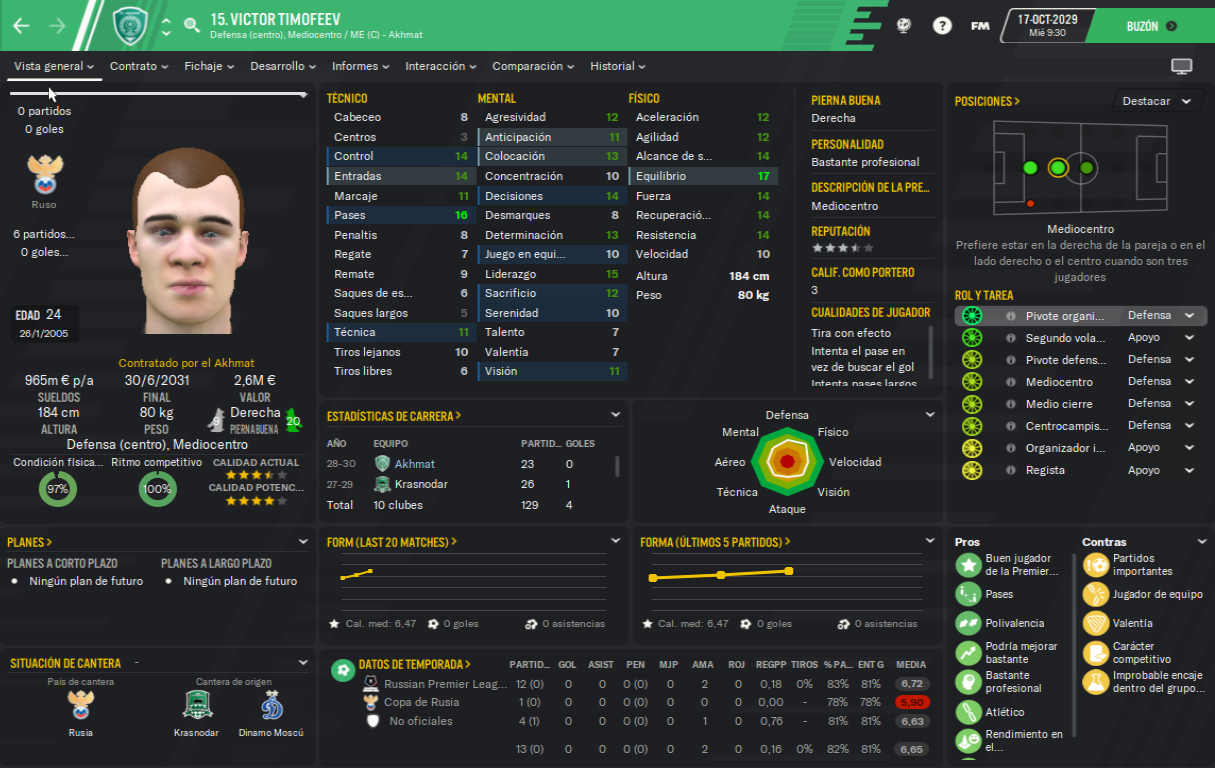 15. VICTOR TIMOFEEV
Defensa (centro), Mediocentro / ME (C) - Akhmat
?
FM
17-OCT-2029
Mié 9:30
BUZÓN
Vista general
Contrato
Fichaje
Desarrollo
Informes
Interacción
Comparación
Historial
0 partidos
0 goles
Ruso
6 partidos...
0 goles...
EDAD 24
26/1/2005
Contratado por el Akhmat
965m € p/a
SUELDOS
30/6/2031
FINAL
2,6M €
VALOR
184 cm
ALTURA
80 kg
PESO
9
Derecha
PIERNA BUENA
20
Defensa (centro), Mediocentro
Condición física...
97%
Ritmo competitivo
100%
CALIDAD ACTUAL
CALIDAD POTENC...
TÉCNICO
Cabeceo 8
Centros 3
Control 14
Entradas 14
Marcaje 11
Pases 16
Penaltis 8
Regate 7
Remate 9
Saques de es... 6
Saques largos 5
Técnica 11
Tiros lejanos 10
Tiros libres 6
MENTAL
Agresividad 12
Anticipación 11
Colocación 13
Concentración 10
Decisiones 14
Desmarques 8
Determinación 13
Juego en equi... 10
Liderazgo 15
Sacrificio 12
Serenidad 10
Talento 7
Valentía 7
Visión 11
FÍSICO
Aceleración 12
Agilidad 12
Alcance de s... 14
Equilibrio 17
Fuerza 14
Recuperació... 14
Resistencia 14
Velocidad 10
Altura 184 cm
Peso 80 kg
PIERNA BUENA
Derecha
PERSONALIDAD
Bastante profesional
DESCRIPCIÓN DE LA PRE...
Mediocentro
REPUTACIÓN
CALIF. COMO PORTERO
3
CUALIDADES DE JUGADOR
Tira con efecto
Intenta el pase en
vez de buscar el gol
Intenta pases largos
POSICIONES
Destacar
Mediocentro
Prefiere estar en la derecha de la pareja o en el
lado derecho o el centro cuando son tres
jugadores
ROL Y TAREA
Pivote organi... Defensa
Segundo vola... Apoyo
Pivote defens... Defensa
Mediocentro Defensa
Medio cierre Defensa
Centrocampis... Defensa
Organizador i... Apoyo
Regista Apoyo
ESTADÍSTICAS DE CARRERA
AÑO EQUIPO PARTID... GOLES
28-30 Akhmat 23 0
27-29 Krasnodar 26 1
Total 10 clubes 129 4
Defensa
Mental
Físico
Aéreo
Velocidad
Técnica
Visión
Ataque
PLANES
PLANES A CORTO PLAZO
Ningún plan de futuro
PLANES A LARGO PLAZO
Ningún plan de futuro
FORM (LAST 20 MATCHES)
Cal. med: 6,47 0 goles 0 asistencias
FORMA (ÚLTIMOS 5 PARTIDOS)
Cal. med: 6,47 0 goles 0 asistencias
Pros
Buen jugador
de la Premier...
Pases
Polivalencia
Podría mejorar
bastante
Bastante
profesional
Atlético
Rendimiento en
el...
Contras
Partidos
importantes
Jugador de equipo
Valentía
Carácter
competitivo
Improbable encaje
dentro del grupo...
SITUACIÓN DE CANTERA -
País de cantera
Rusia
Cantera de origen
Krasnodar
Dinamo Moscú
DATOS DE TEMPORADA PARTID... GOL ASIST PEN MJP AMA ROJ REGPP TIROS % PA... ENT G MEDIA
Russian Premier Leag... 12 (0) 0 0 0 (0) 0 2 0 0,18 0% 83% 81% 6,72
Copa de Rusia 1 (0) 0 0 0 (0) 0 0 0 0,00 - 78% 78% 5,90
No oficiales 4 (1) 0 0 0 (0) 0 1 0 0,76 - 81% 81% 6,63
13 (0) 0 0 0 (0) 0 2 0 0,16 0% 82% 81% 6,65